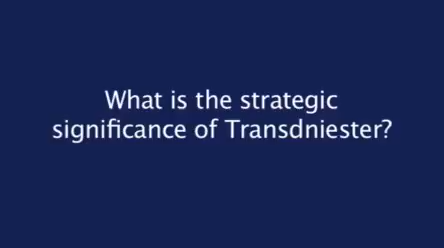 What is the strategic
significance of Transdniester?